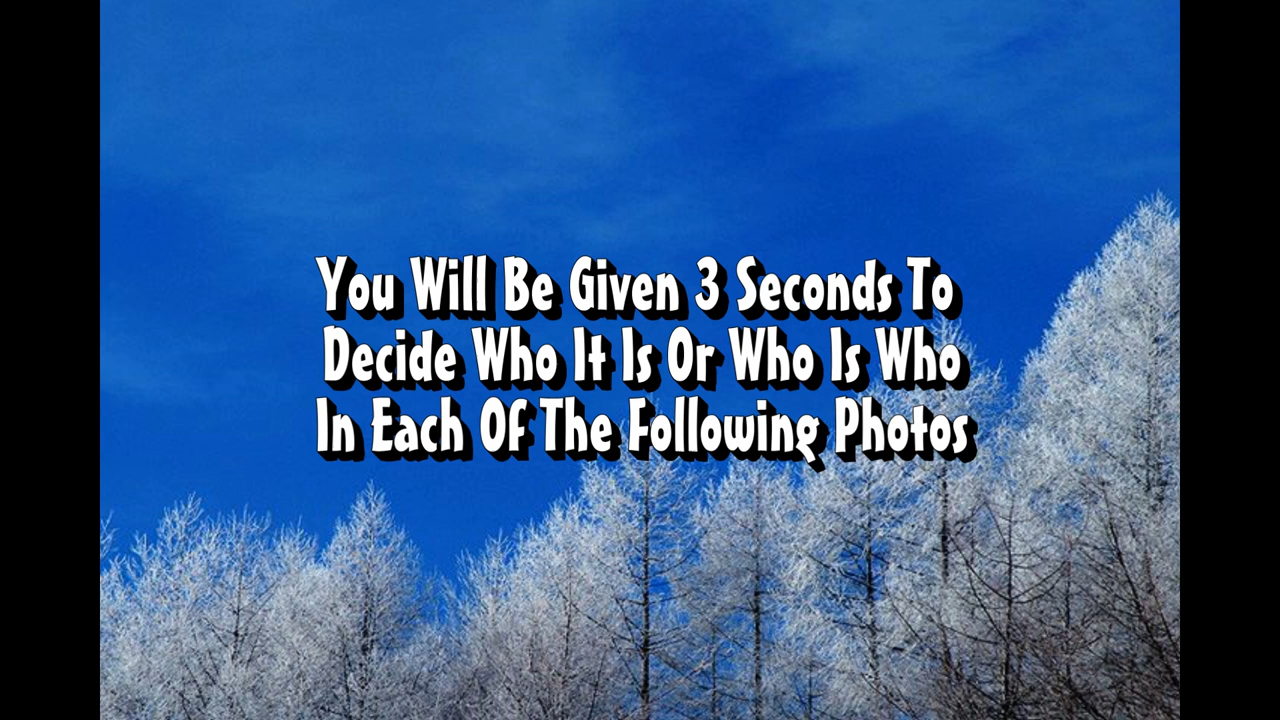 You Will Be Given 3 Seconds To
Decide Who It Is Or Who Is Who
In Each Of The Following Photos